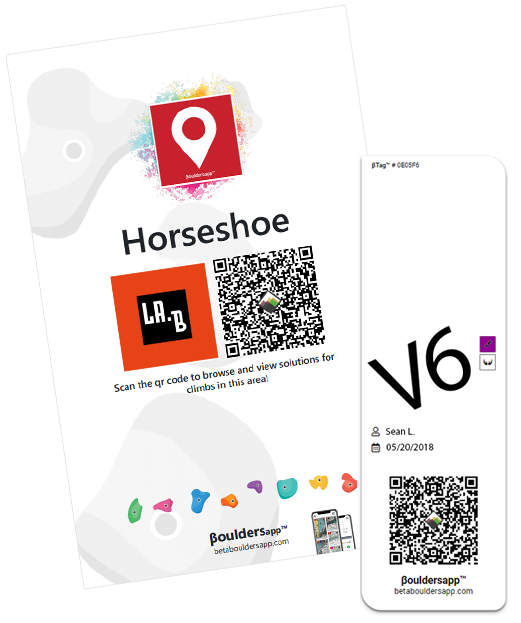 βouldersapp™
Horseshoe
LA.
B
Scan the qr code to browse and view solutions for
climbs in this area!
βouldersapp™
betabouldersapp.com
βTag™ # 0E05F6
V6
Sean L.
05/20/2018
βouldersapp™
betabouldersapp.com